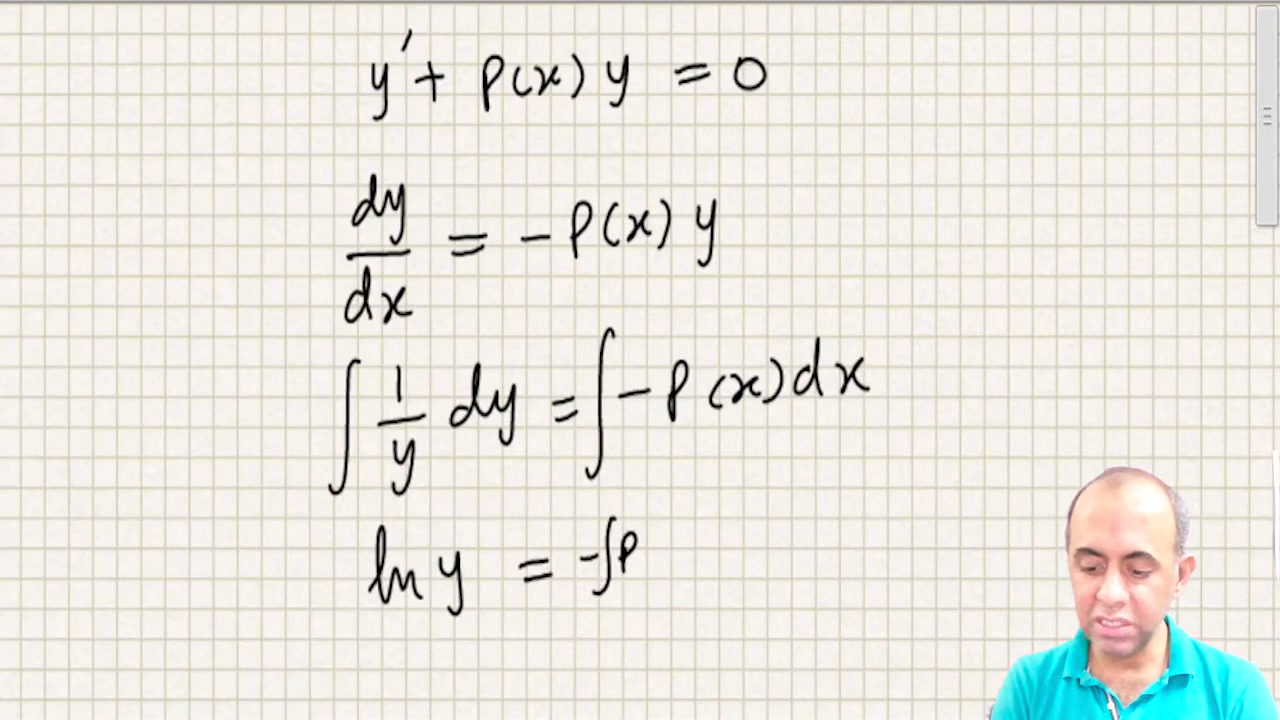 y' + P(x) y = 0
dy/dx = - P(x) y
∫ 1/y dy = ∫ - P(x) dx
ln y = -∫P